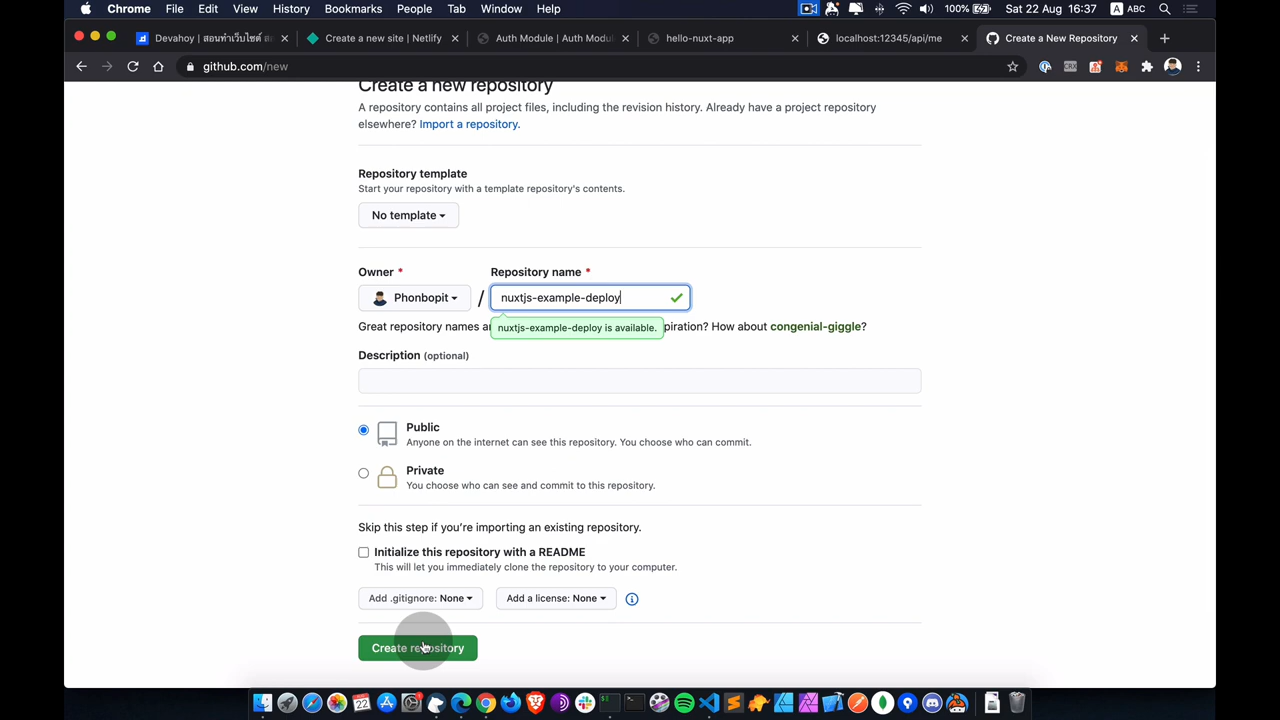 Chrome File Edit View History Bookmarks People Tab Window Help 100% Sat 22 Aug 16:37 A ABC
Devahoy | สอนทำเว็บไซต์ Create a new site | Netlify Auth Module | Auth Modu hello-nuxt-app localhost:12345/api/me Create a New Repository
github.com/new
Create a new repository
A repository contains all project files, including the revision history. Already have a project repository
elsewhere? Import a repository.
Repository template
Start your repository with a template repository's contents.
No template
Owner * Repository name *
Phonbopit / nuxtjs-example-deploy
Great repository names nuxtjs-example-deploy is available. piration? How about congenial-giggle?
Description (optional)
Public
Anyone on the internet can see this repository. You choose who can commit.
Private
You choose who can see and commit to this repository.
Skip this step if you're importing an existing repository.
Initialize this repository with a README
This will let you immediately clone the repository to your computer.
Add .gitignore: None Add a license: None
Create repository